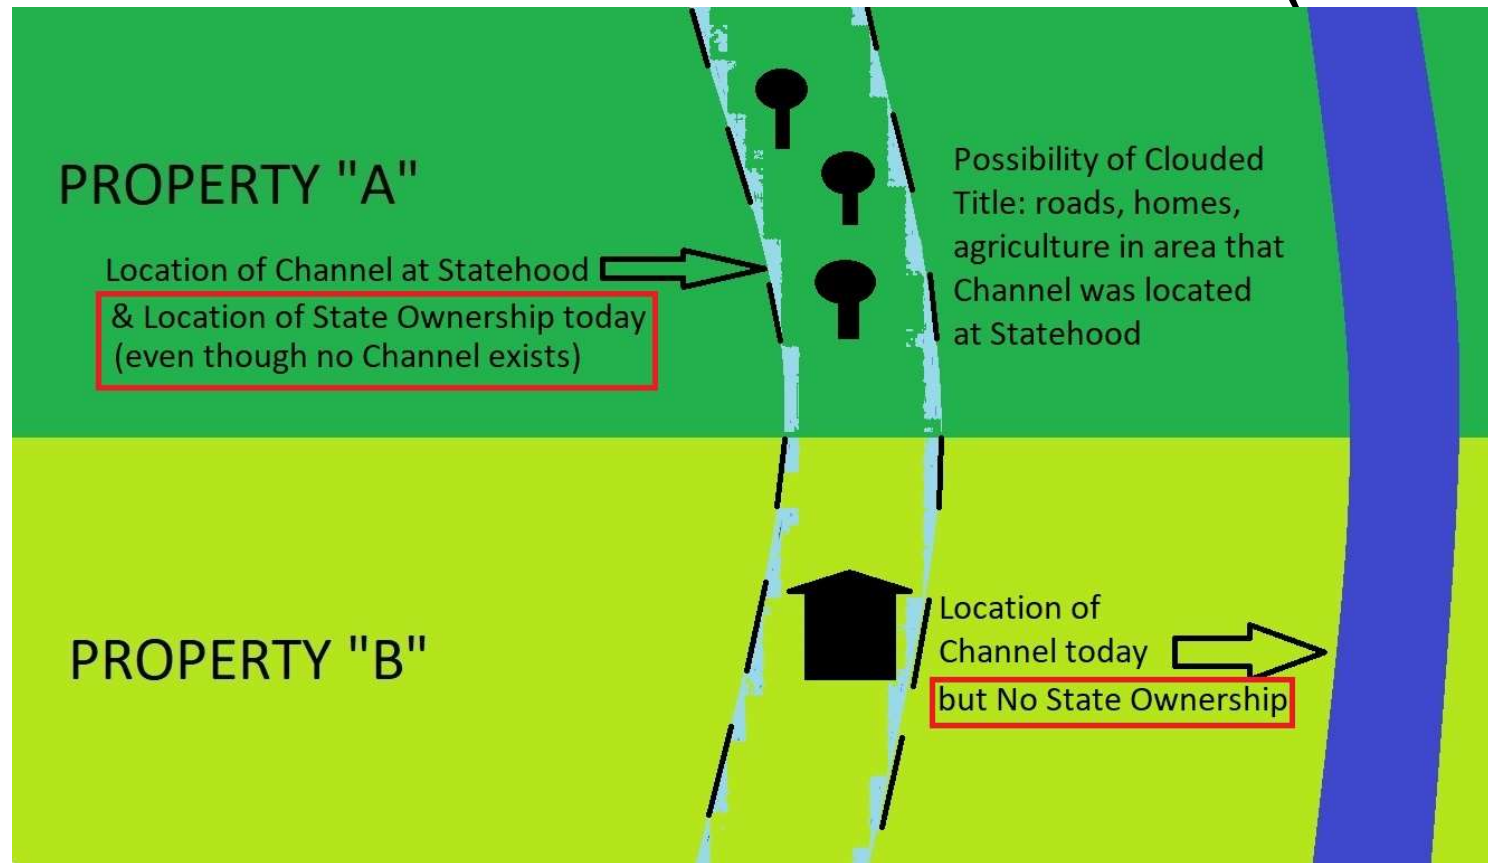 PROPERTY "A"
Location of Channel at Statehood
& Location of State Ownership today
(even though no Channel exists)
Possibility of Clouded
Title: roads, homes,
agriculture in area that
Channel was located
at Statehood
PROPERTY "B"
Location of
Channel today
but No State Ownership